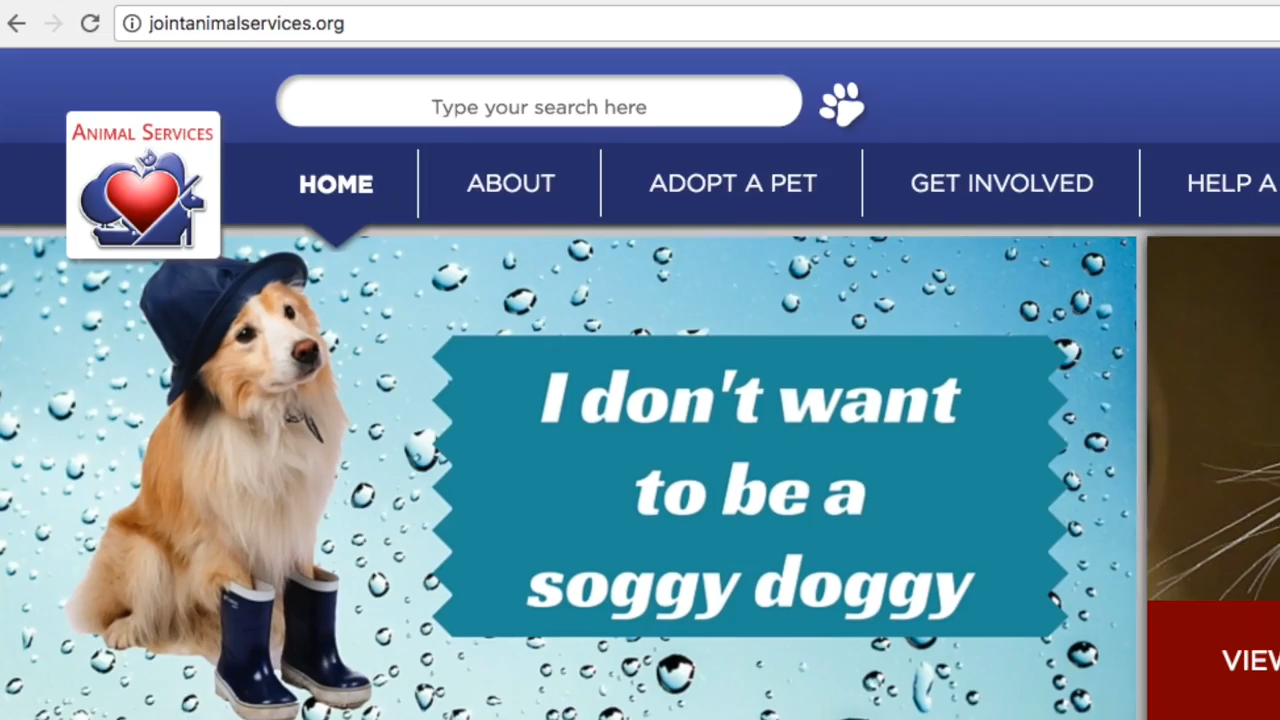 jointanimalservices.org
Type your search here
ANIMAL SERVICES
HOME
ABOUT
ADOPT A PET
GET INVOLVED
HELP A
I don't want
to be a
soggy doggy
VIEW